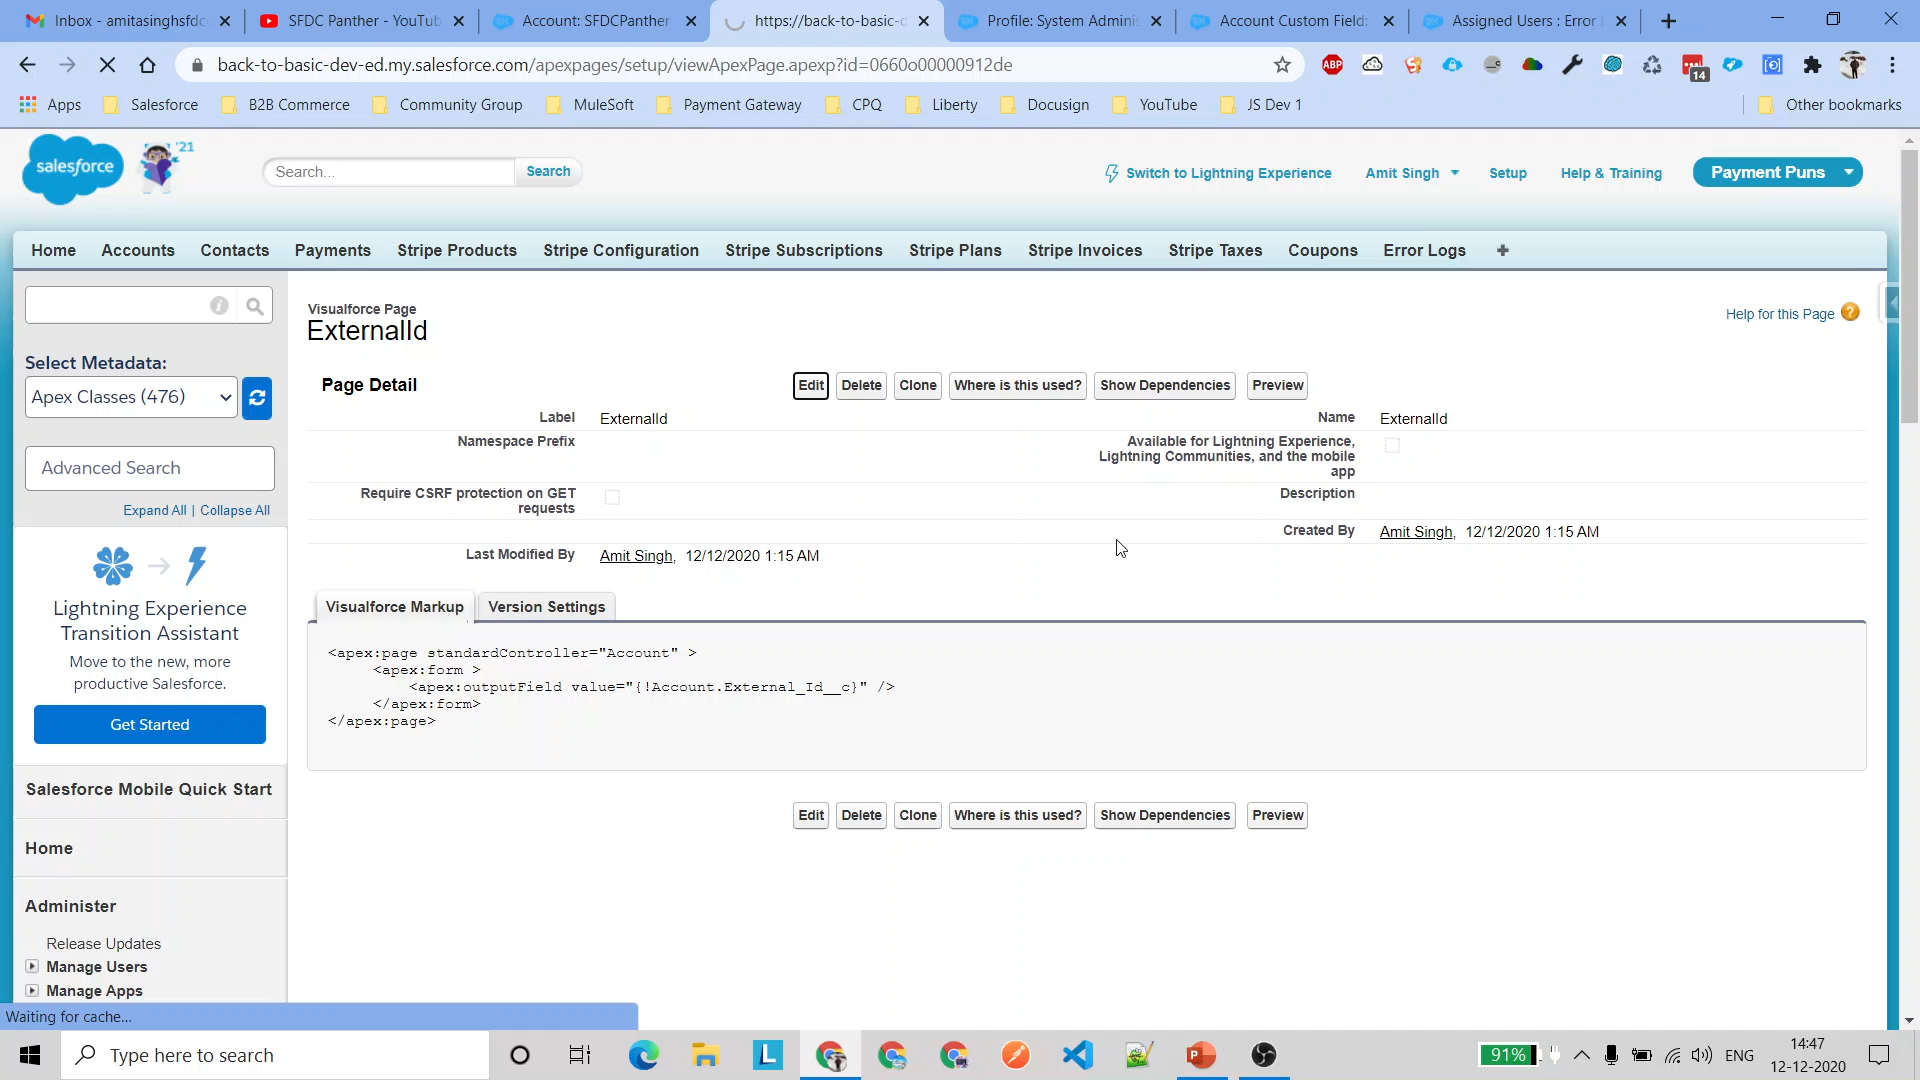 Inbox - amitasinghsfdc
SFDC Panther - YouTub
Account: SFDCPanther
https://back-to-basic-d
Profile: System Adminis
Account Custom Field:
Assigned Users : Error
back-to-basic-dev-ed.my.salesforce.com/apexpages/setup/viewApexPage.apexp?id=0660o00000912de
ABP
14
Apps
Salesforce
B2B Commerce
Community Group
MuleSoft
Payment Gateway
CPQ
Liberty
Docusign
YouTube
JS Dev 1
Other bookmarks
salesforce
'21
Search...
Search
Switch to Lightning Experience
Amit Singh
Setup
Help & Training
Payment Puns
Home
Accounts
Contacts
Payments
Stripe Products
Stripe Configuration
Stripe Subscriptions
Stripe Plans
Stripe Invoices
Stripe Taxes
Coupons
Error Logs
+
Select Metadata:
Apex Classes (476)
Advanced Search
Expand All | Collapse All
Lightning Experience
Transition Assistant
Move to the new, more
productive Salesforce.
Get Started
Salesforce Mobile Quick Start
Home
Administer
Release Updates
Manage Users
Manage Apps
Visualforce Page
ExternalId
Help for this Page
Page Detail
Edit
Delete
Clone
Where is this used?
Show Dependencies
Preview
Label
ExternalId
Name
ExternalId
Namespace Prefix
Available for Lightning Experience,
Lightning Communities, and the mobile
app
Require CSRF protection on GET
requests
Description
Created By
Amit Singh, 12/12/2020 1:15 AM
Last Modified By
Amit Singh, 12/12/2020 1:15 AM
Visualforce Markup
Version Settings
<apex:page standardController="Account" >
<apex:form >
<apex:outputField value="{!Account.External_Id__c}" />
</apex:form>
</apex:page>
Edit
Delete
Clone
Where is this used?
Show Dependencies
Preview
Waiting for cache...
Type here to search
91%
ENG
14:47
12-12-2020